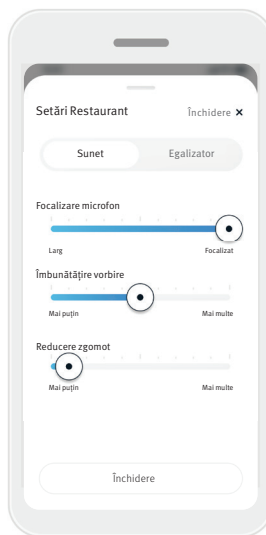 Setări Restaurant
Închidere ×
Sunet
Egalizator
Focalizare microfon
Larg
Focalizat
Îmbunătățire vorbire
Mai puțin
Mai multe
Reducere zgomot
Mai puțin
Mai multe
Închidere